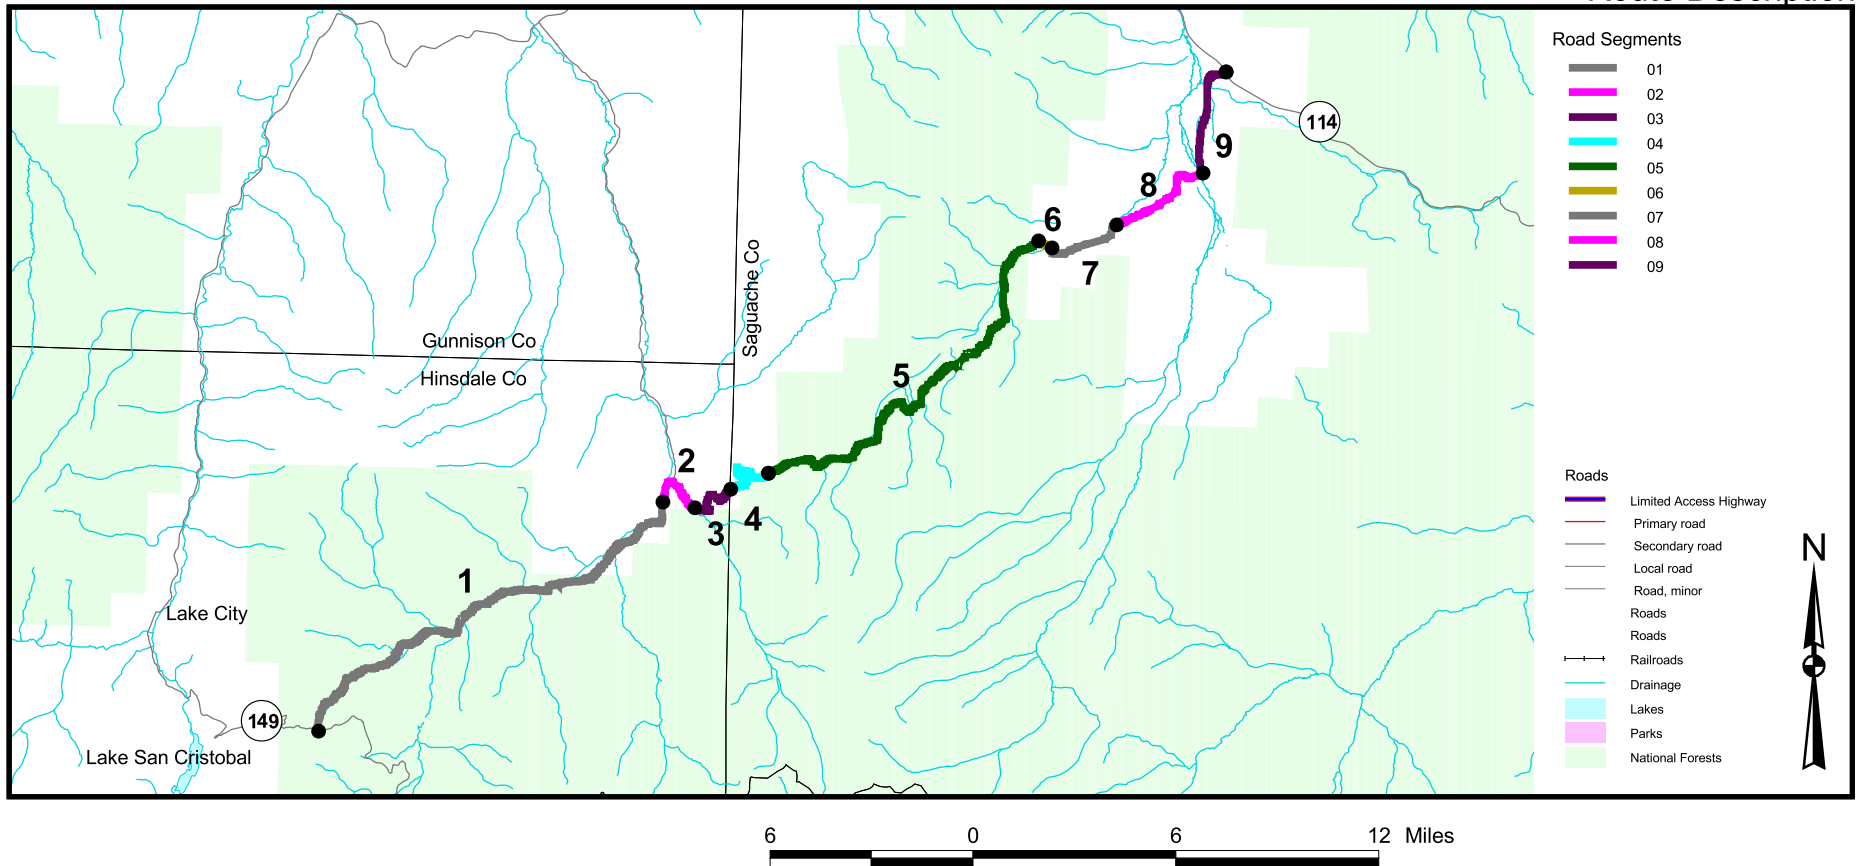 Route Description
Road Segments
01
02
03
04
05
06
07
08
09
114
9
8
6
7
Saguache Co
Gunnison Co
Hinsdale Co
5
2
4
3
1
Lake City
149
Lake San Cristobal
Roads
Limited Access Highway
Primary road
Secondary road
Local road
Road, minor
Roads
Roads
Railroads
Drainage
Lakes
Parks
National Forests
N
6 0 6 12 Miles